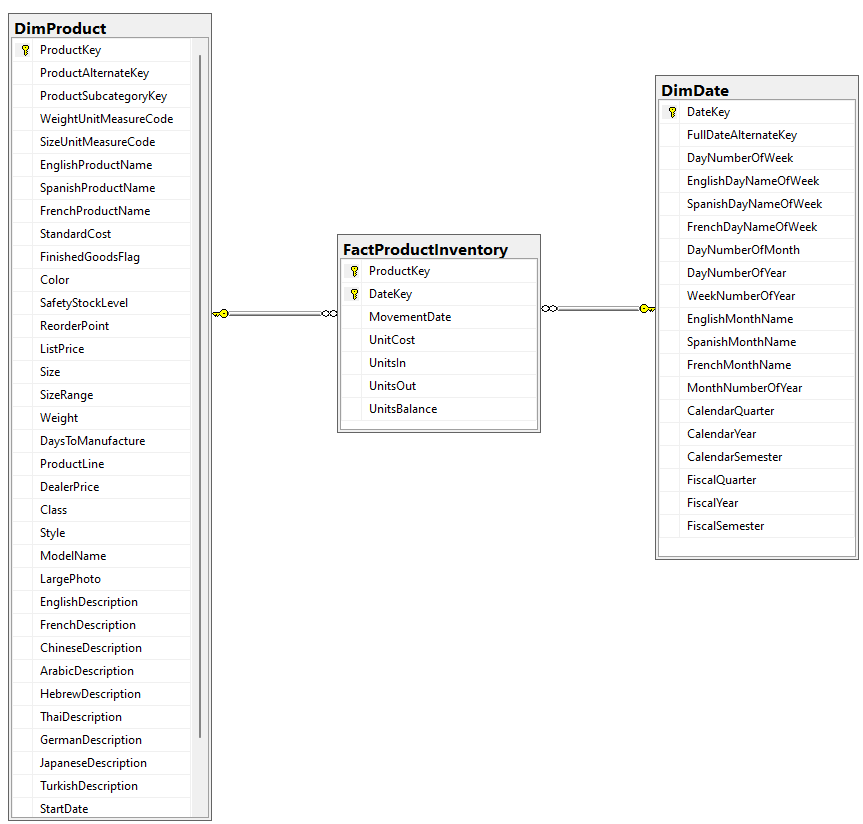 DimProduct
ProductKey
ProductAlternateKey
ProductSubcategoryKey
WeightUnitMeasureCode
SizeUnitMeasureCode
EnglishProductName
SpanishProductName
FrenchProductName
StandardCost
FinishedGoodsFlag
Color
SafetyStockLevel
ReorderPoint
ListPrice
Size
SizeRange
Weight
DaysToManufacture
ProductLine
DealerPrice
Class
Style
ModelName
LargePhoto
EnglishDescription
FrenchDescription
ChineseDescription
ArabicDescription
HebrewDescription
ThaiDescription
GermanDescription
JapaneseDescription
TurkishDescription
StartDate
FactProductInventory
ProductKey
DateKey
MovementDate
UnitCost
UnitsIn
UnitsOut
UnitsBalance
DimDate
DateKey
FullDateAlternateKey
DayNumberOfWeek
EnglishDayNameOfWeek
SpanishDayNameOfWeek
FrenchDayNameOfWeek
DayNumberOfMonth
DayNumberOfYear
WeekNumberOfYear
EnglishMonthName
SpanishMonthName
FrenchMonthName
MonthNumberOfYear
CalendarQuarter
CalendarYear
CalendarSemester
FiscalQuarter
FiscalYear
FiscalSemester